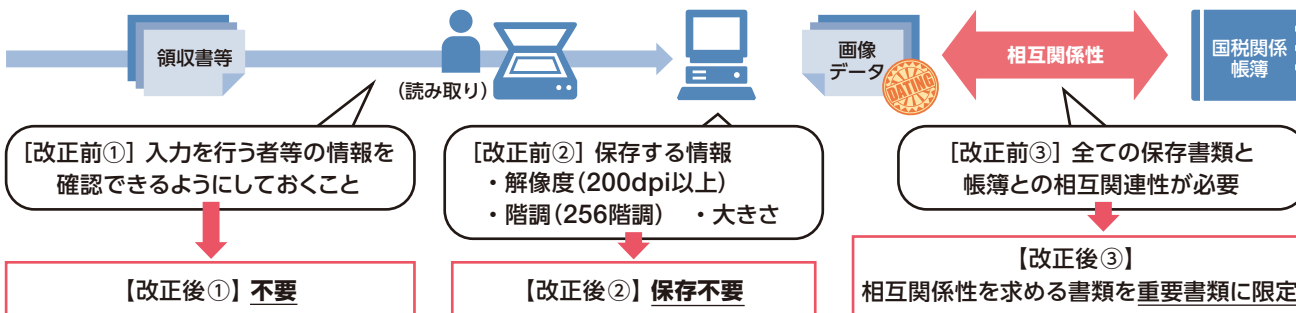 領収書等
(読み取り)
画像
データ
DATING
相互関係性
国税関係
帳簿
[改正前①] 入力を行う者等の情報を
確認できるようにしておくこと
[改正前②] 保存する情報
・解像度(200dpi以上)
・階調(256階調) ・大きさ
[改正前③] 全ての保存書類と
帳簿との相互関連性が必要
【改正後①】不要
【改正後②】保存不要
【改正後③】
相互関係性を求める書類を重要書類に限定